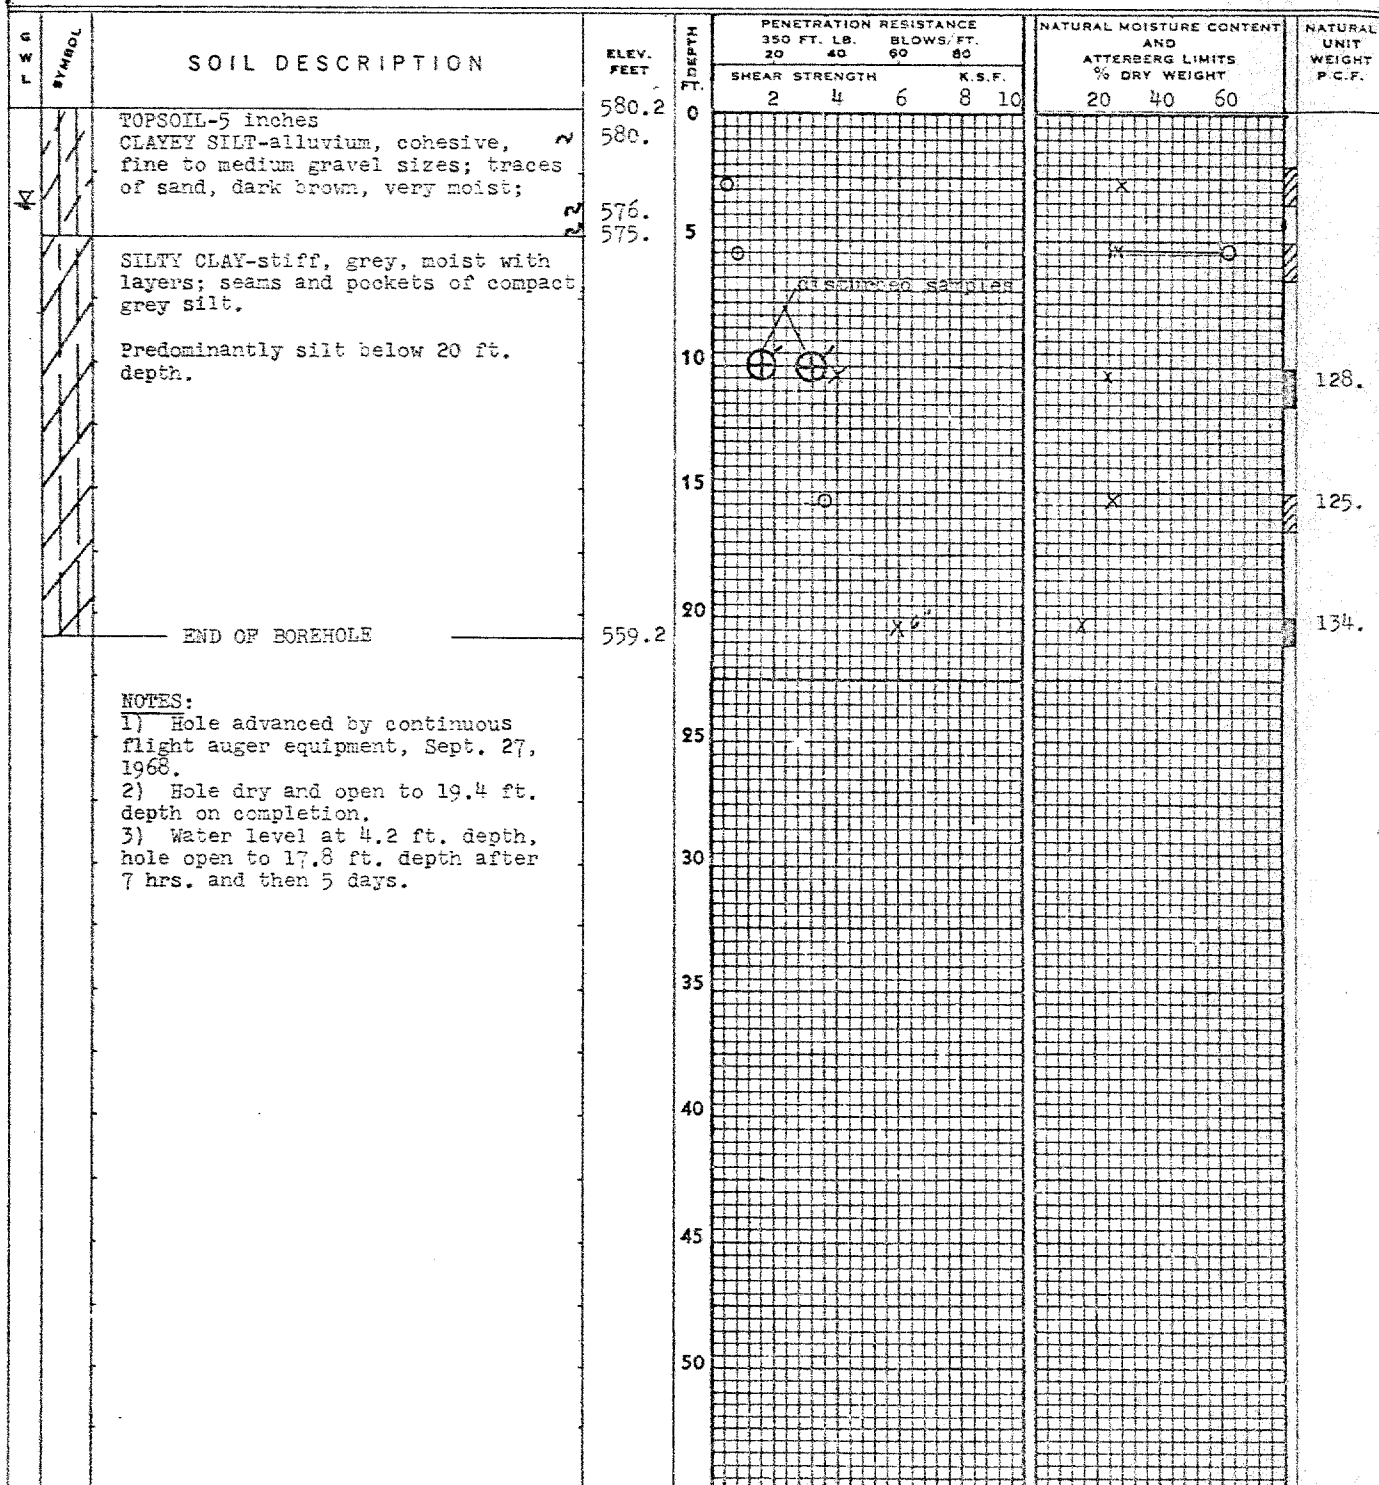 G W L
SYMBOL
SOIL DESCRIPTION
ELEV. FEET
FT. DEPTH
PENETRATION RESISTANCE
350 FT. LB. BLOWS/FT.
20 40 60 80
SHEAR STRENGTH K.S.F.
2 4 6 8 10
NATURAL MOISTURE CONTENT
AND
ATTERBERG LIMITS
% DRY WEIGHT
20 40 60
NATURAL
UNIT
WEIGHT
P.C.F.
580.2
0
TOPSOIL-5 inches
CLAYEY SILT-alluvium, cohesive, ~ 580.
fine to medium gravel sizes; traces
of sand, dark brown, very moist;
~ 576.
~ 575.
5
SILTY CLAY-stiff, grey, moist with
layers; seams and pockets of compact
grey silt.
disturbed samples
Predominantly silt below 20 ft.
depth.
10
128.
15
125.
20
6"
134.
END OF BOREHOLE 559.2
NOTES:
1) Hole advanced by continuous
flight auger equipment, Sept. 27,
1968.
2) Hole dry and open to 19.4 ft.
depth on completion.
3) Water level at 4.2 ft. depth,
hole open to 17.8 ft. depth after
7 hrs. and then 5 days.
25
30
35
40
45
50